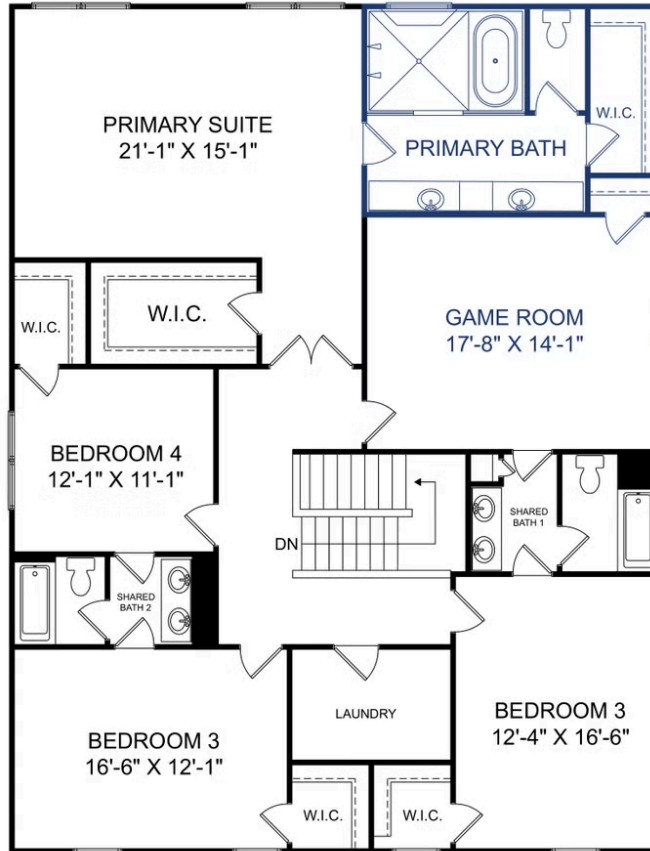 PRIMARY SUITE
21'-1" X 15'-1"
W.I.C.
PRIMARY BATH
W.I.C.
W.I.C.
GAME ROOM
17'-8" X 14'-1"
BEDROOM 4
12'-1" X 11'-1"
DN
SHARED
BATH 1
SHARED
BATH 2
BEDROOM 3
16'-6" X 12'-1"
LAUNDRY
BEDROOM 3
12'-4" X 16'-6"
W.I.C.
W.I.C.